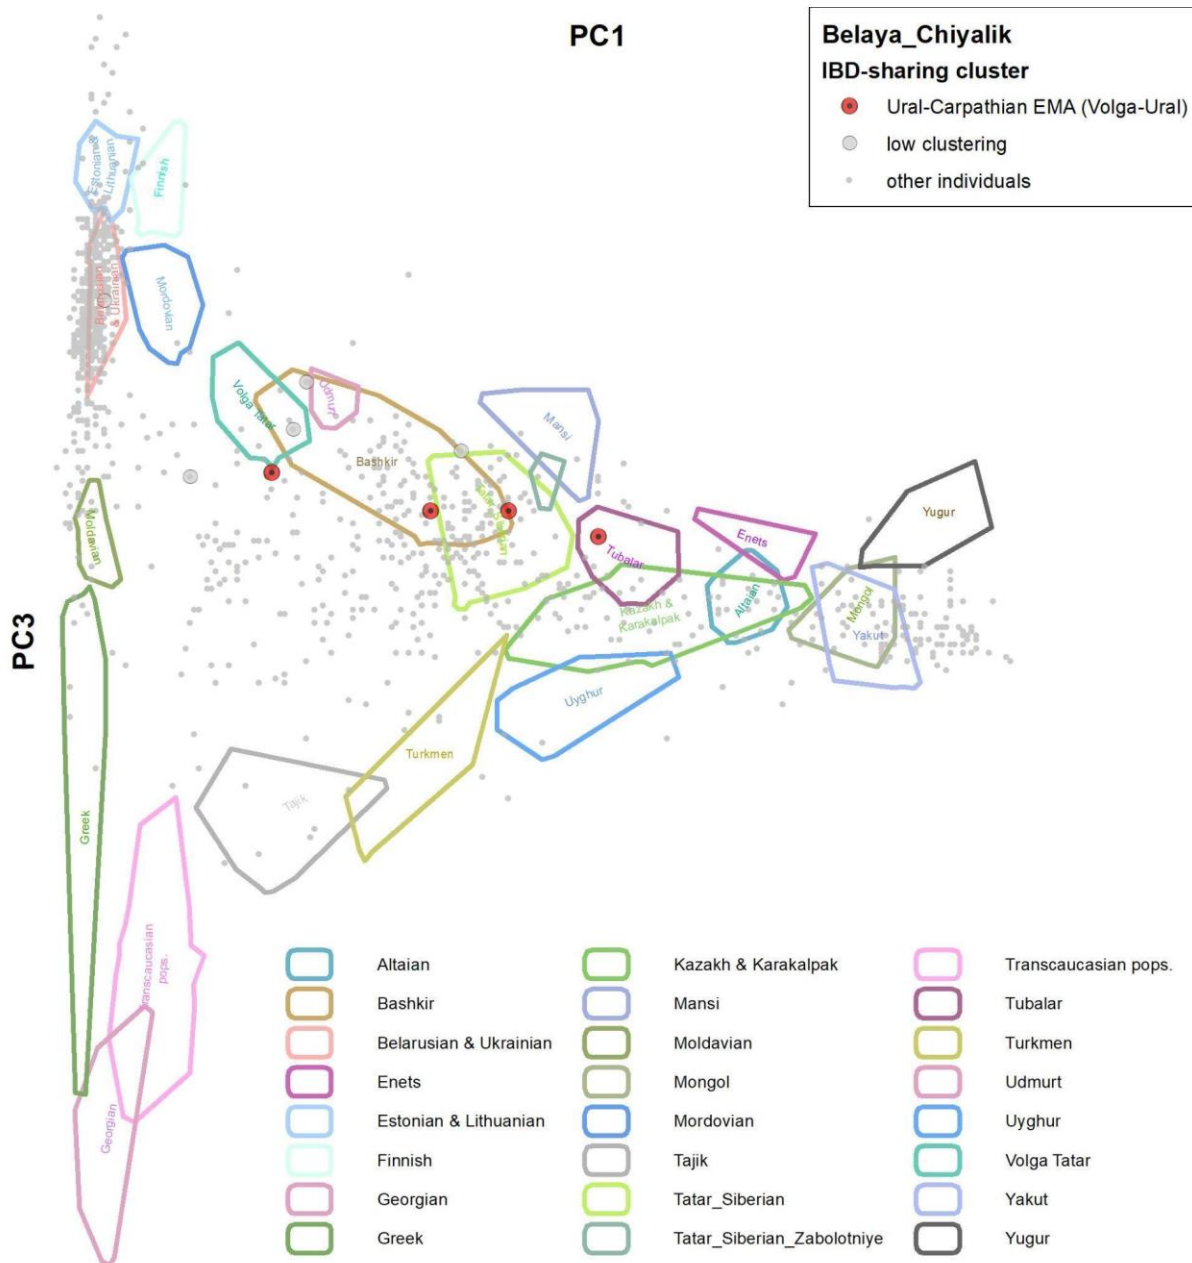 PC1
Belaya_Chiyalik
IBD-sharing cluster
Ural-Carpathian EMA (Volga-Ural)
low clustering
other individuals
Estonian &
Lithuanian
Finnish
Belarusian
& Ukrainian
Mordovian
Volga Tatar
Udmurt
Bashkir
Mansi
Tatar_Siberian
Moldavian
Tubalar
Enets
Yugur
Kazakh &
Karakalpak
Altaian
Mongol
Yakut
PC3
Uyghur
Turkmen
Tajik
Greek
Transcaucasian
pops.
Georgian
Altaian
Bashkir
Belarusian & Ukrainian
Enets
Estonian & Lithuanian
Finnish
Georgian
Greek
Kazakh & Karakalpak
Mansi
Moldavian
Mongol
Mordovian
Tajik
Tatar_Siberian
Tatar_Siberian_Zabolotniye
Transcaucasian pops.
Tubalar
Turkmen
Udmurt
Uyghur
Volga Tatar
Yakut
Yugur